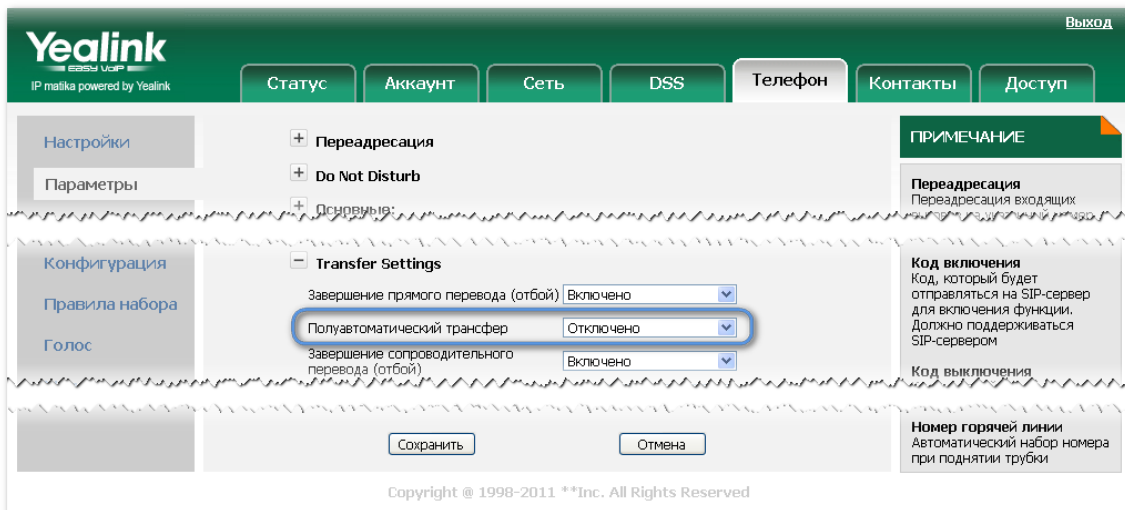 Выход
Yealink
EASY VoIP
IP matika powered by Yealink
Статус
Аккаунт
Сеть
DSS
Телефон
Контакты
Доступ
Настройки
Параметры
Переадресация
Do Not Disturb
Основные:
ПРИМЕЧАНИЕ
Переадресация
Переадресация входящих
Конфигурация
Правила набора
Голос
Transfer Settings
Завершение прямого перевода (отбой) Включено
Полуавтоматический трансфер Отключено
Завершение сопроводительного
перевода (отбой) Включено
Код включения
Код, который будет
отправляться на SIP-сервер
для включения функции.
Должно поддерживаться
SIP-сервером
Код выключения
Сохранить
Отмена
Номер горячей линии
Автоматический набор номера
при поднятии трубки
Copyright @ 1998-2011 **Inc. All Rights Reserved